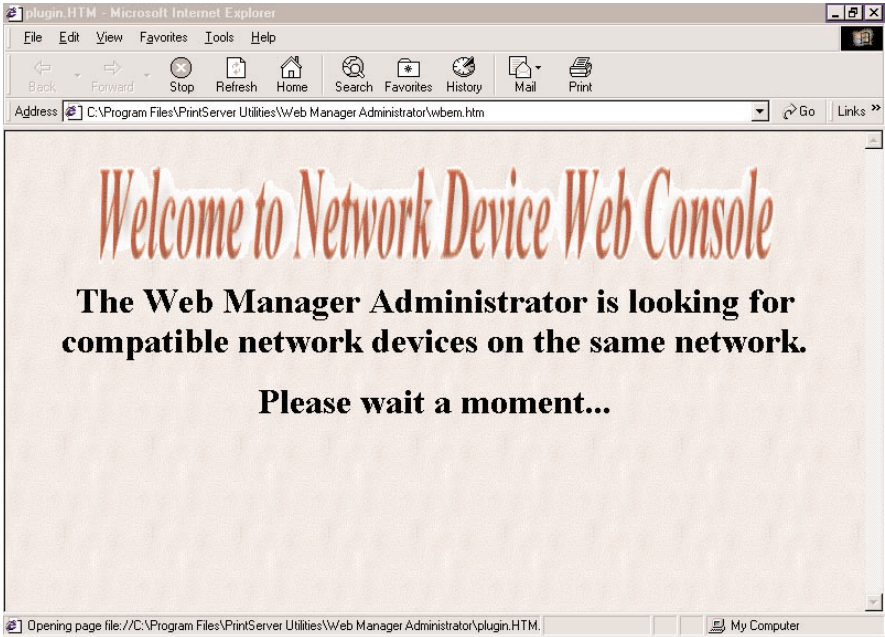 plugin.HTM - Microsoft Internet Explorer
File Edit View Favorites Tools Help
Back Forward Stop Refresh Home Search Favorites History Mail Print
Address C:\Program Files\PrintServer Utilities\Web Manager Administrator\wbem.htm Go Links »
Welcome to Network Device Web Console
The Web Manager Administrator is looking for
compatible network devices on the same network.
Please wait a moment...
Opening page file://C:\Program Files\PrintServer Utilities\Web Manager Administrator\plugin.HTM. My Computer